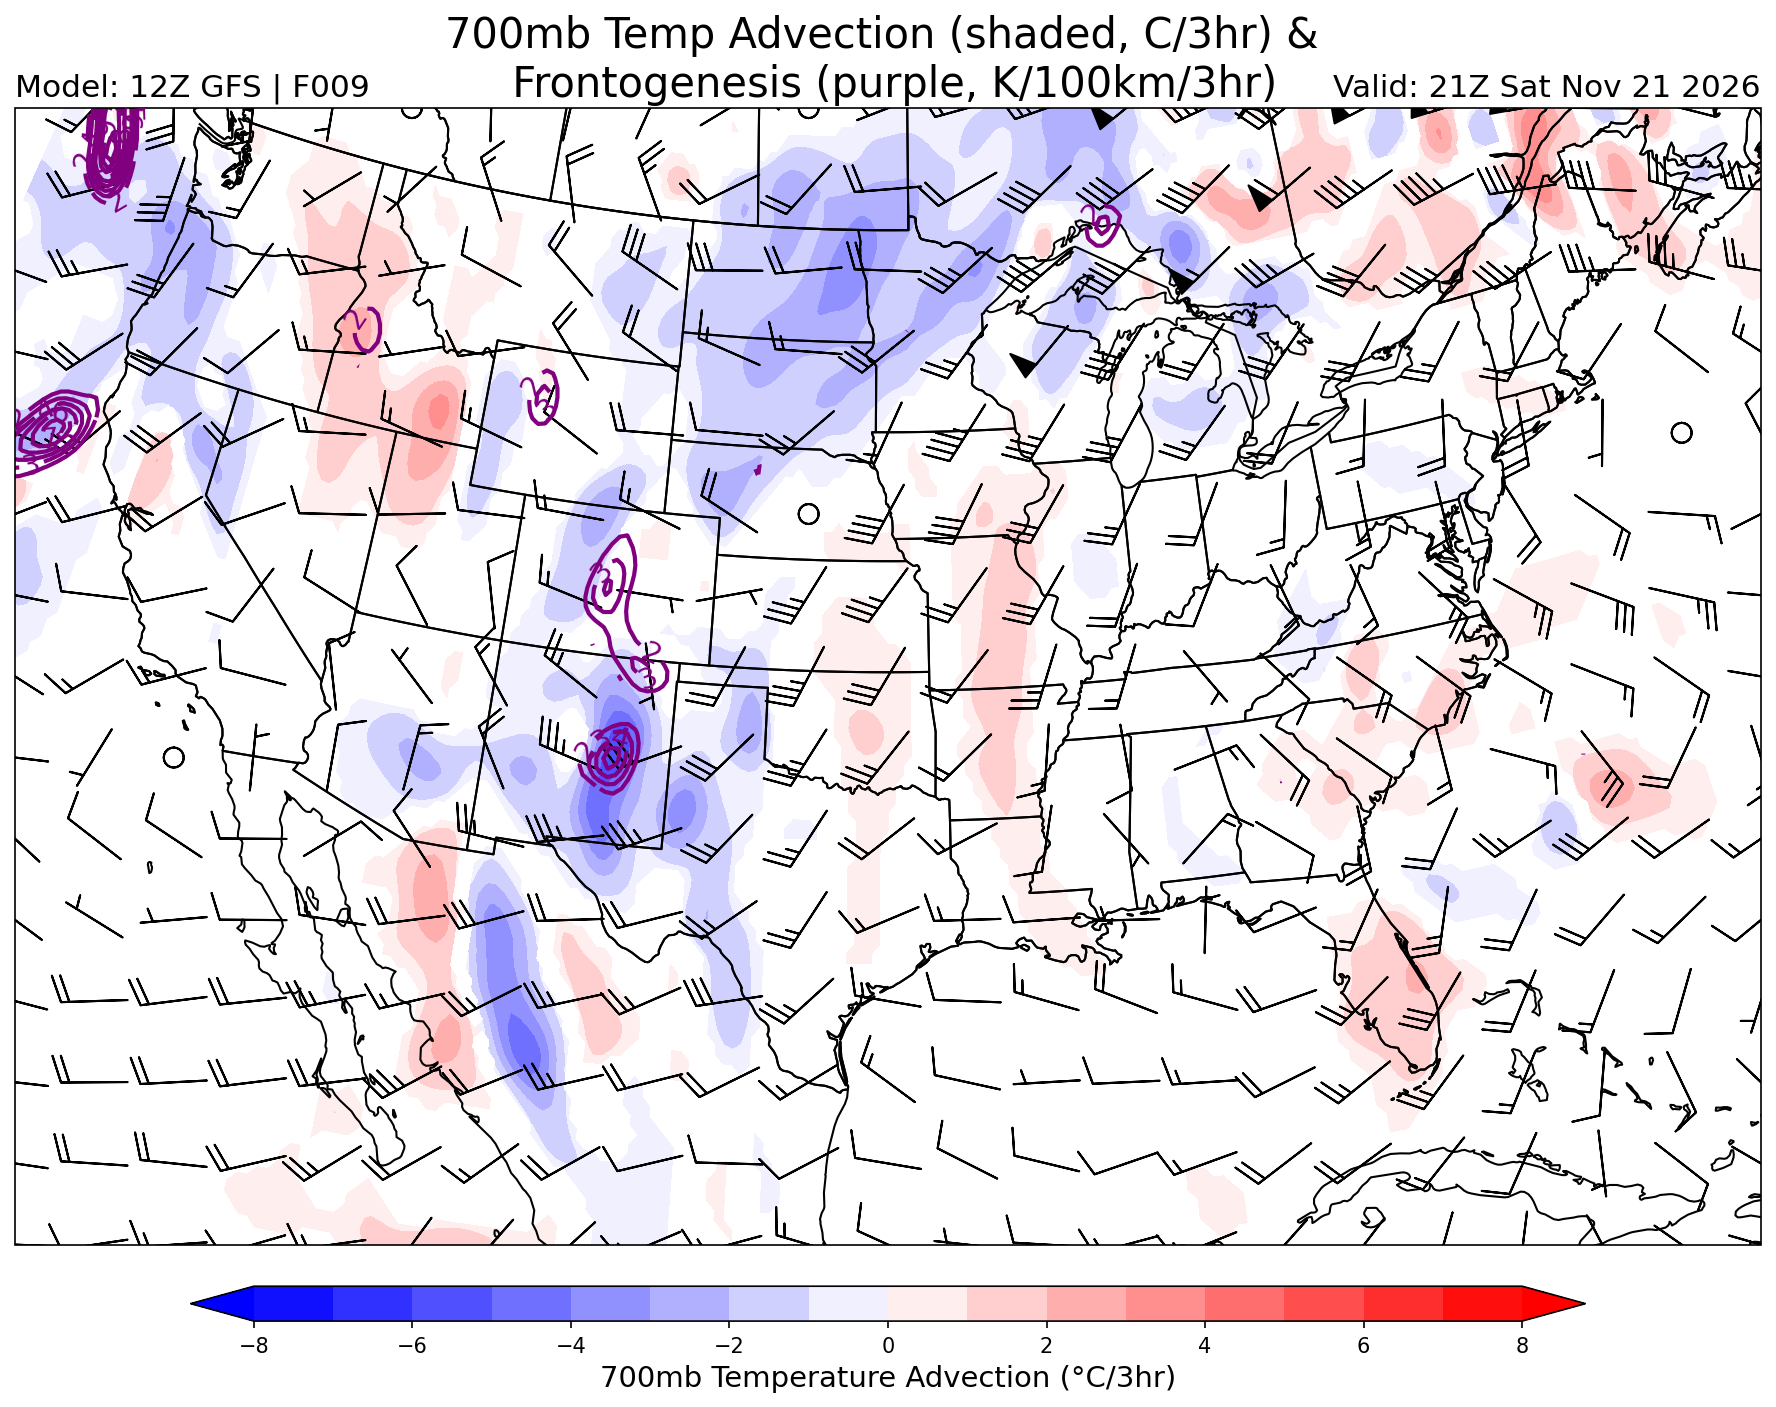 700mb Temp Advection (shaded, C/3hr) &
Frontogenesis (purple, K/100km/3hr)
Model: 12Z GFS | F009
Valid: 21Z Sat Nov 21 2026
−8 −6 −4 −2 0 2 4 6 8
700mb Temperature Advection (°C/3hr)